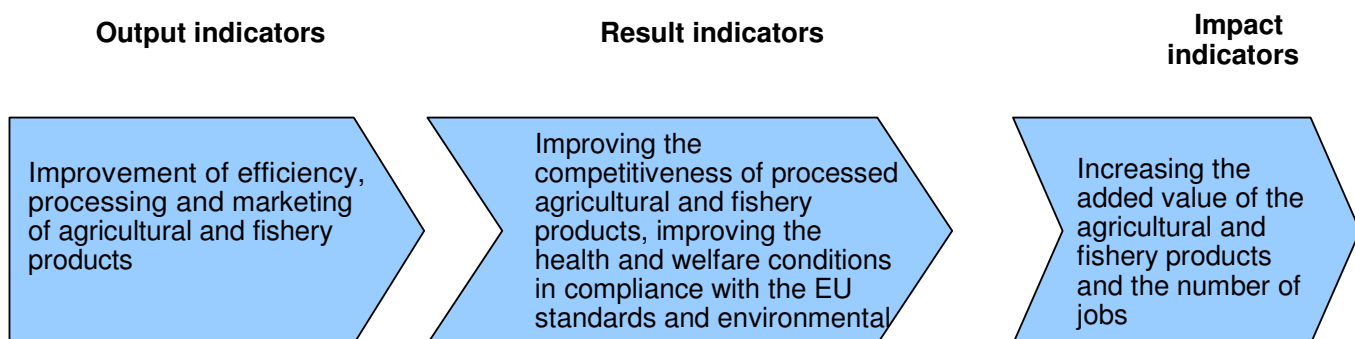 Output indicators
Result indicators
Impact
indicators
Improvement of efficiency,
processing and marketing
of agricultural and fishery
products
Improving the
competitiveness of processed
agricultural and fishery
products, improving the
health and welfare conditions
in compliance with the EU
standards and environmental
Increasing the
added value of the
agricultural and
fishery products
and the number of
jobs